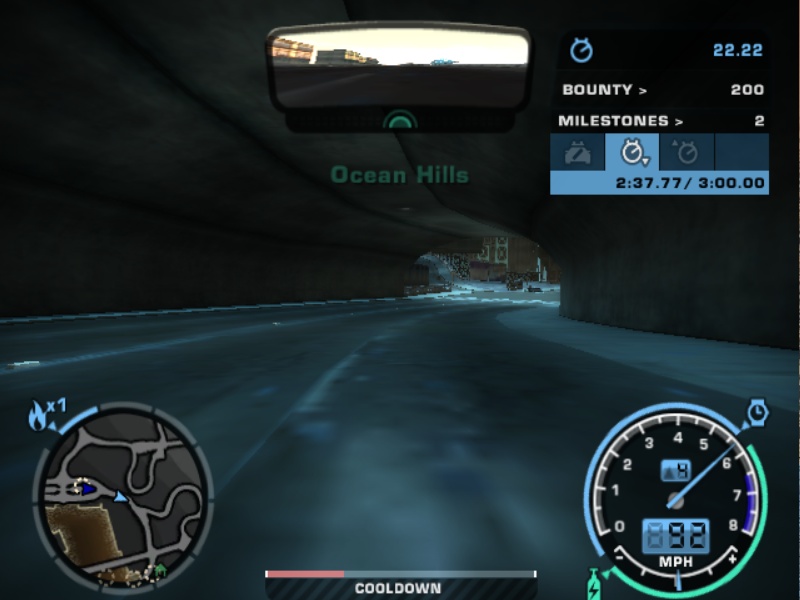 22.22
BOUNTY > 200
MILESTONES > 2
2:37.77/ 3:00.00
Ocean Hills
x1
0 1 2 3 4 5 6 7 8
4
92
MPH
- +
COOLDOWN